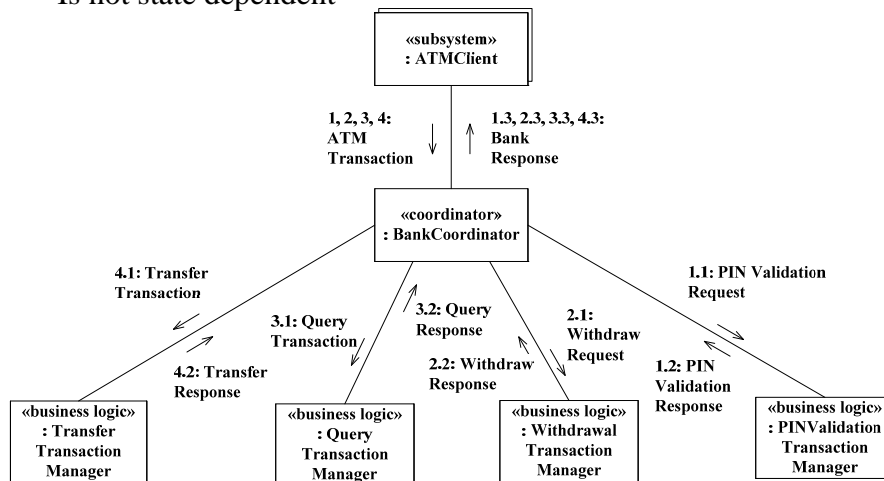 Is not state dependent
«subsystem»
: ATMClient
1, 2, 3, 4:
ATM
Transaction
1.3, 2.3, 3.3, 4.3:
Bank
Response
«coordinator»
: BankCoordinator
4.1: Transfer
Transaction
4.2: Transfer
Response
3.1: Query
Transaction
3.2: Query
Response
2.2: Withdraw
Response
2.1:
Withdraw
Request
1.1: PIN Validation
Request
1.2: PIN
Validation
Response
«business logic»
: Transfer
Transaction
Manager
«business logic»
: Query
Transaction
Manager
«business logic»
: Withdrawal
Transaction
Manager
«business logic»
: PINValidation
Transaction
Manager